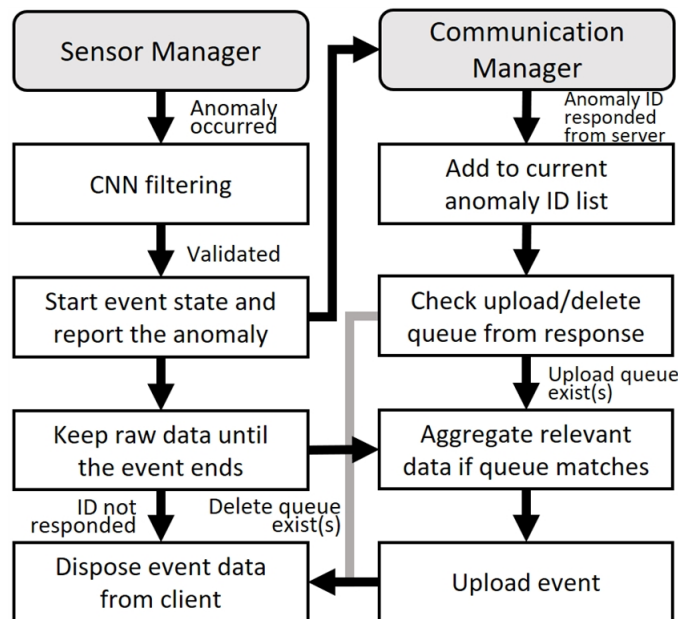 Sensor Manager
Communication
Manager
Anomaly
occurred
Anomaly ID
responded
from server
CNN filtering
Add to current
anomaly ID list
Validated
Start event state and
report the anomaly
Check upload/delete
queue from response
Upload queue
exist(s)
Keep raw data until
the event ends
Aggregate relevant
data if queue matches
ID not
responded
Delete queue
exist(s)
Dispose event data
from client
Upload event